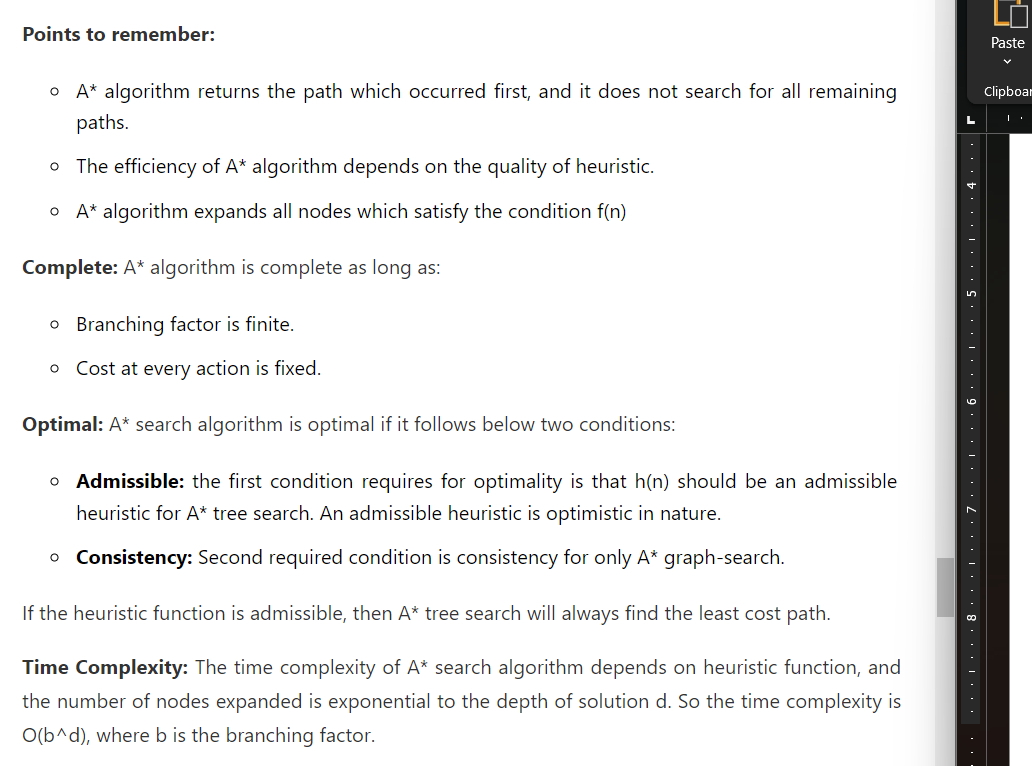 Points to remember:
A* algorithm returns the path which occurred first, and it does not search for all remaining
paths.
The efficiency of A* algorithm depends on the quality of heuristic.
A* algorithm expands all nodes which satisfy the condition f(n)
Complete: A* algorithm is complete as long as:
Branching factor is finite.
Cost at every action is fixed.
Optimal: A* search algorithm is optimal if it follows below two conditions:
Admissible: the first condition requires for optimality is that h(n) should be an admissible
heuristic for A* tree search. An admissible heuristic is optimistic in nature.
Consistency: Second required condition is consistency for only A* graph-search.
If the heuristic function is admissible, then A* tree search will always find the least cost path.
Time Complexity: The time complexity of A* search algorithm depends on heuristic function, and
the number of nodes expanded is exponential to the depth of solution d. So the time complexity is
O(b^d), where b is the branching factor.
Paste
Clipboar
4
5
6
7
8